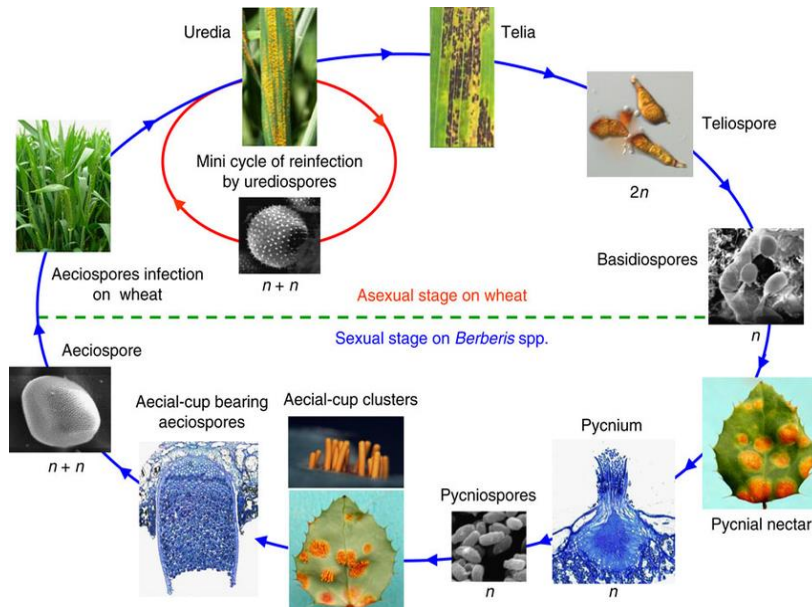 Uredia
Telia
Mini cycle of reinfection
by urediospores
n + n
Teliospore
2n
Basidiospores
n
Aeciospores infection
on wheat
Asexual stage on wheat
Sexual stage on Berberis spp.
Aeciospore
n + n
Aecial-cup bearing
aeciospores
Aecial-cup clusters
Pycniospores
n
Pycnium
n
Pycnial nectar